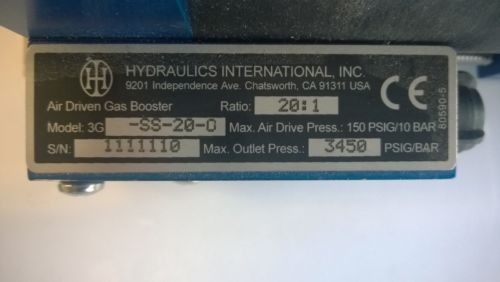 HYDRAULICS INTERNATIONAL, INC.
9201 Independence Ave. Chatsworth, CA 91311 USA
Air Driven Gas Booster Ratio: 20:1
Model: 3G -SS-20-O Max. Air Drive Press.: 150 PSIG/10 BAR
S/N: 1111110 Max. Outlet Press.: 3450 PSIG/BAR
CE
80590-5
HI